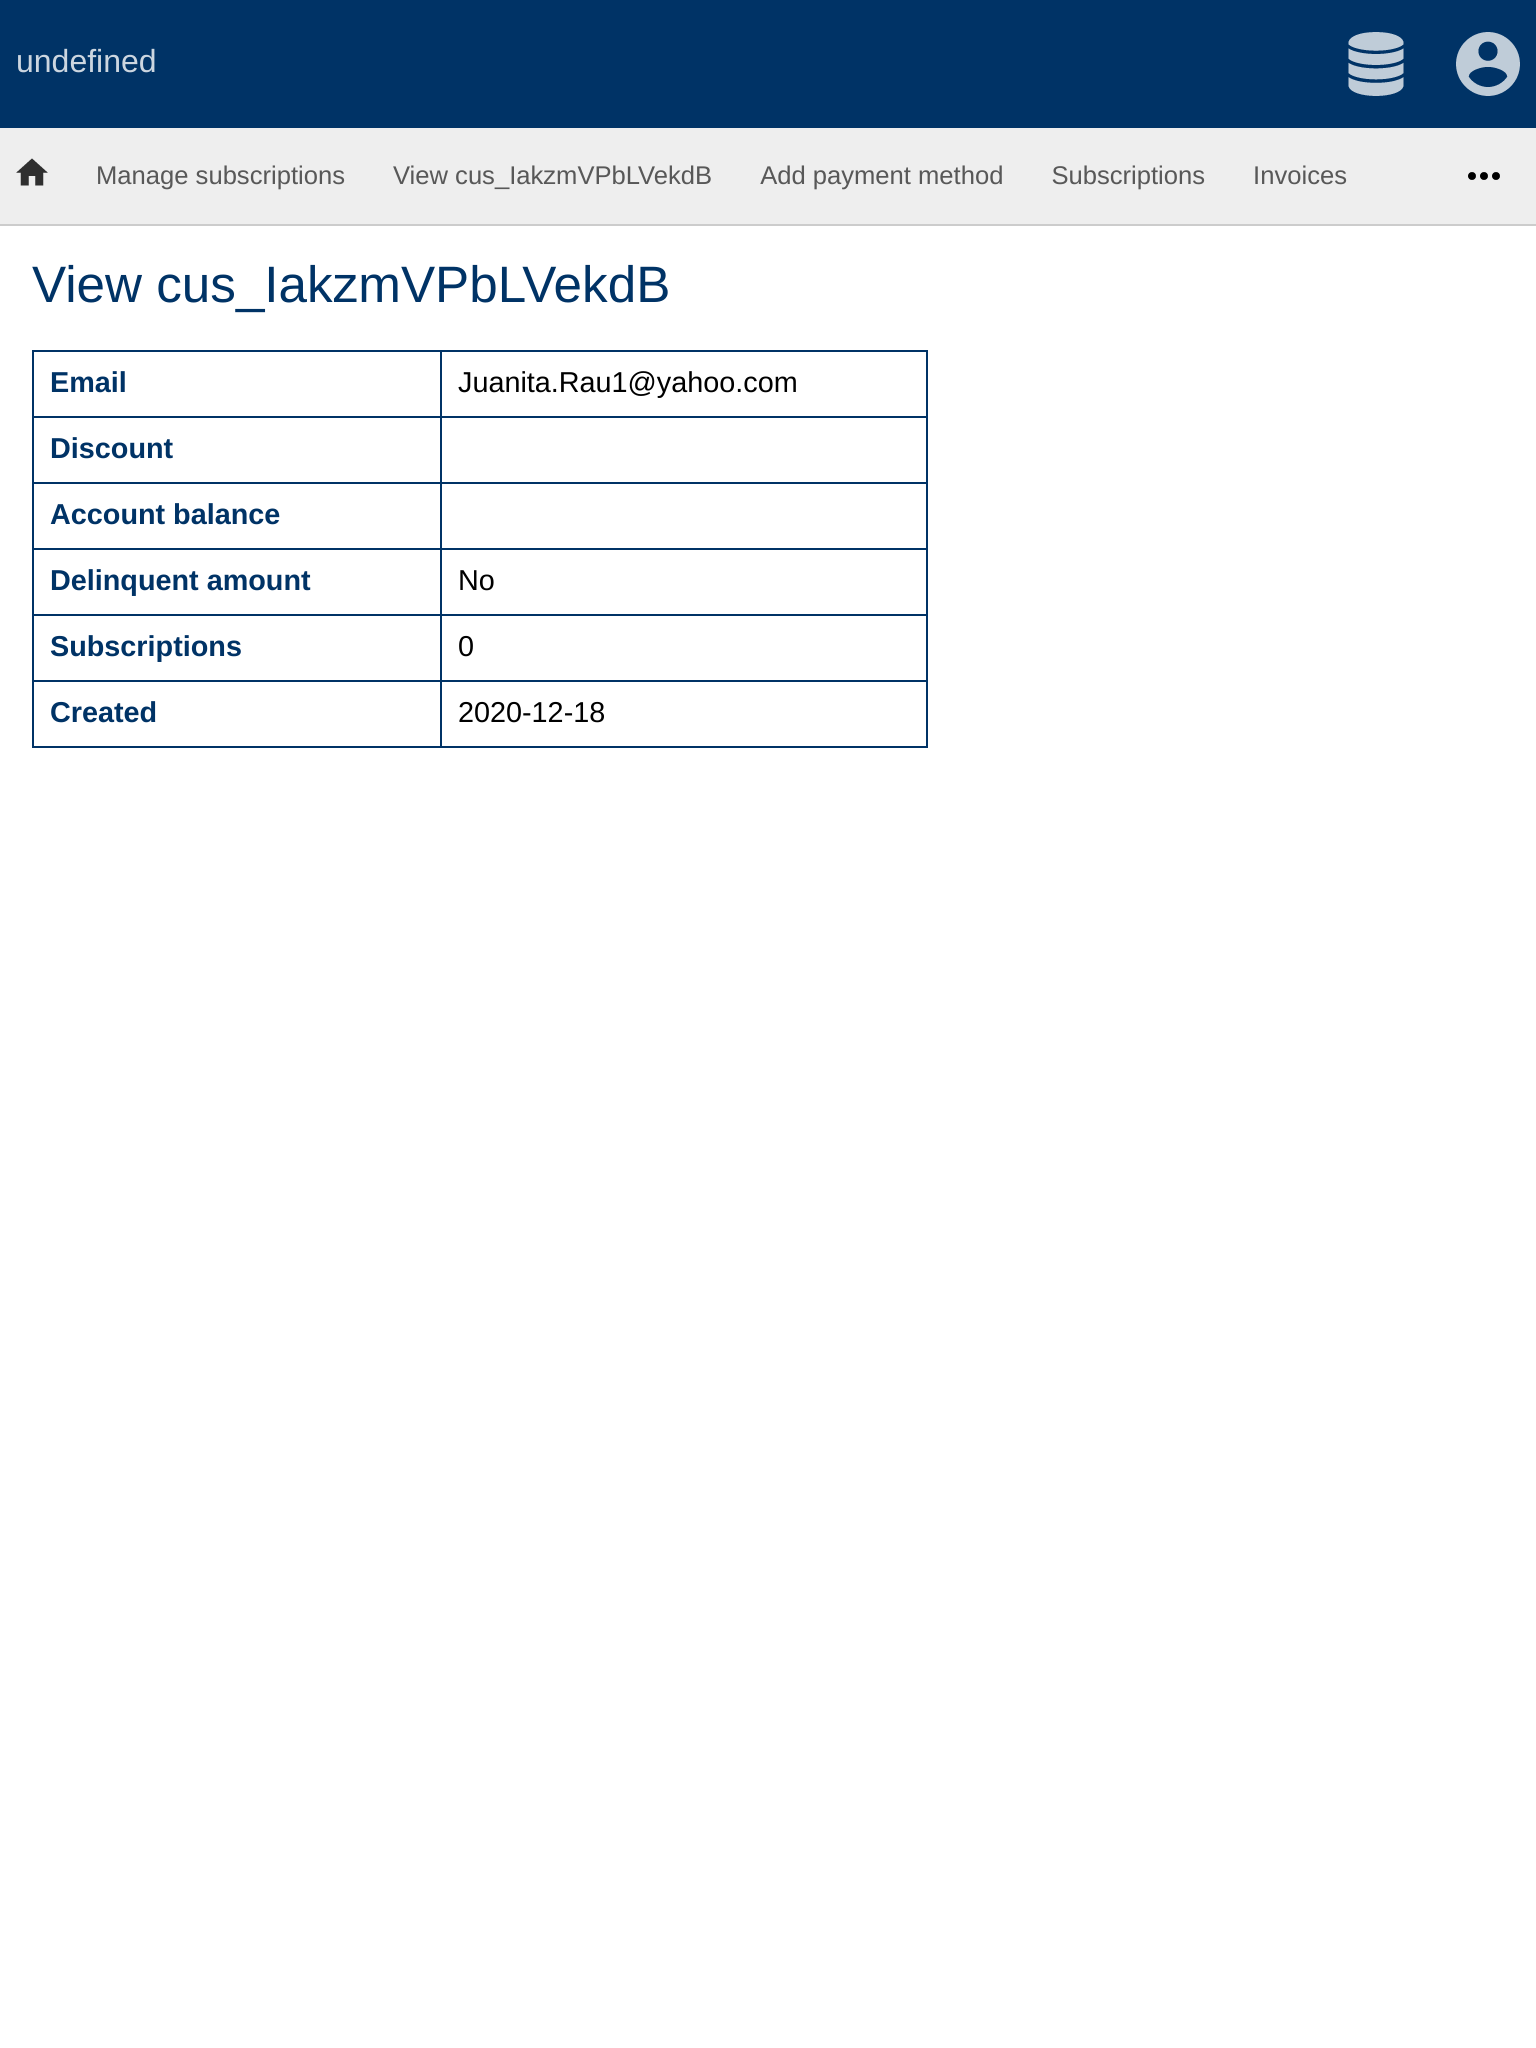 undefined
Manage subscriptions View cus_IakzmVPbLVekdB Add payment method Subscriptions Invoices
View cus_IakzmVPbLVekdB
Email Juanita.Rau1@yahoo.com
Discount
Account balance
Delinquent amount No
Subscriptions 0
Created 2020-12-18